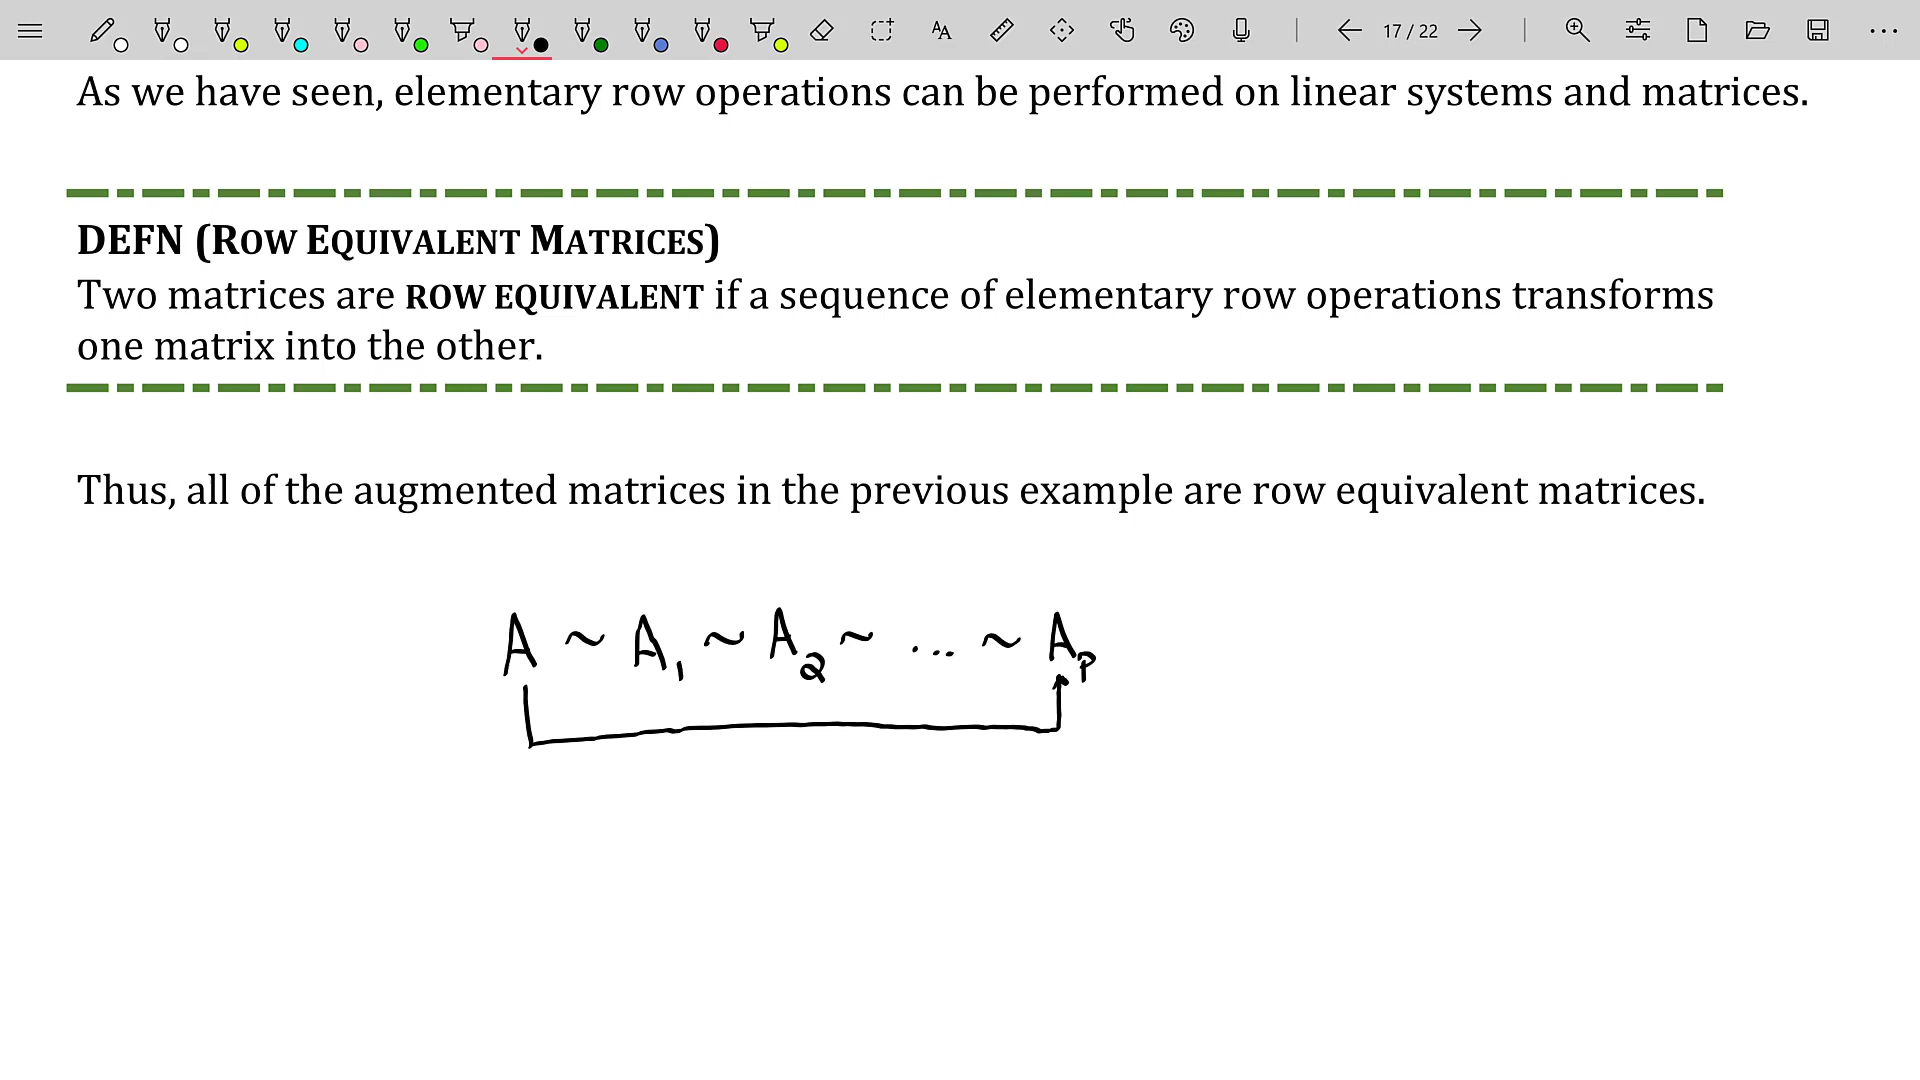 17 / 22
As we have seen, elementary row operations can be performed on linear systems and matrices.
DEFN (ROW EQUIVALENT MATRICES)
Two matrices are ROW EQUIVALENT if a sequence of elementary row operations transforms
one matrix into the other.
Thus, all of the augmented matrices in the previous example are row equivalent matrices.
A ~ A₁ ~ A₂ ~ ... ~ Aₚ